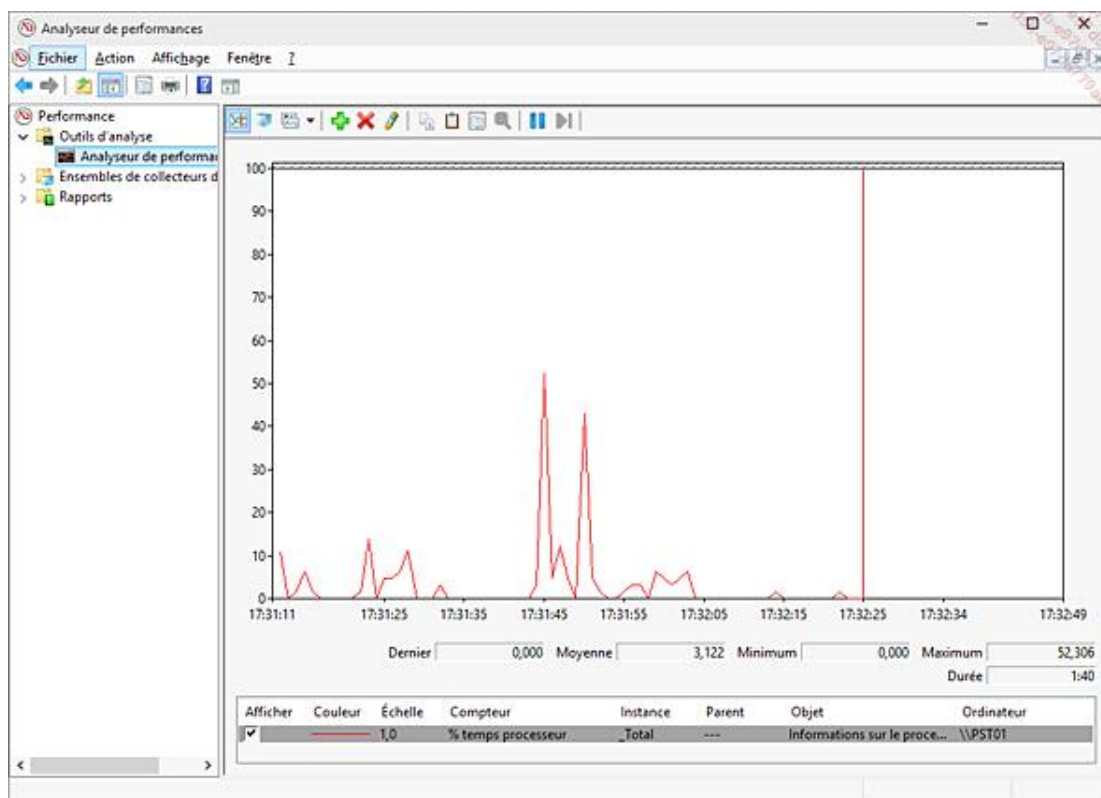 Analyseur de performances
Fichier Action Affichage Fenêtre ?
Performance
Outils d'analyse
Analyseur de performa
Ensembles de collecteurs d
Rapports
100
90
80
70
60
50
40
30
20
10
0
17:31:11 17:31:25 17:31:35 17:31:45 17:31:55 17:32:05 17:32:15 17:32:25 17:32:34 17:32:49
Dernier 0,000 Moyenne 3,122 Minimum 0,000 Maximum 52,306
Durée 1:40
Afficher Couleur Échelle Compteur Instance Parent Objet Ordinateur
1,0 % temps processeur _Total --- Informations sur le proce... \\PST01